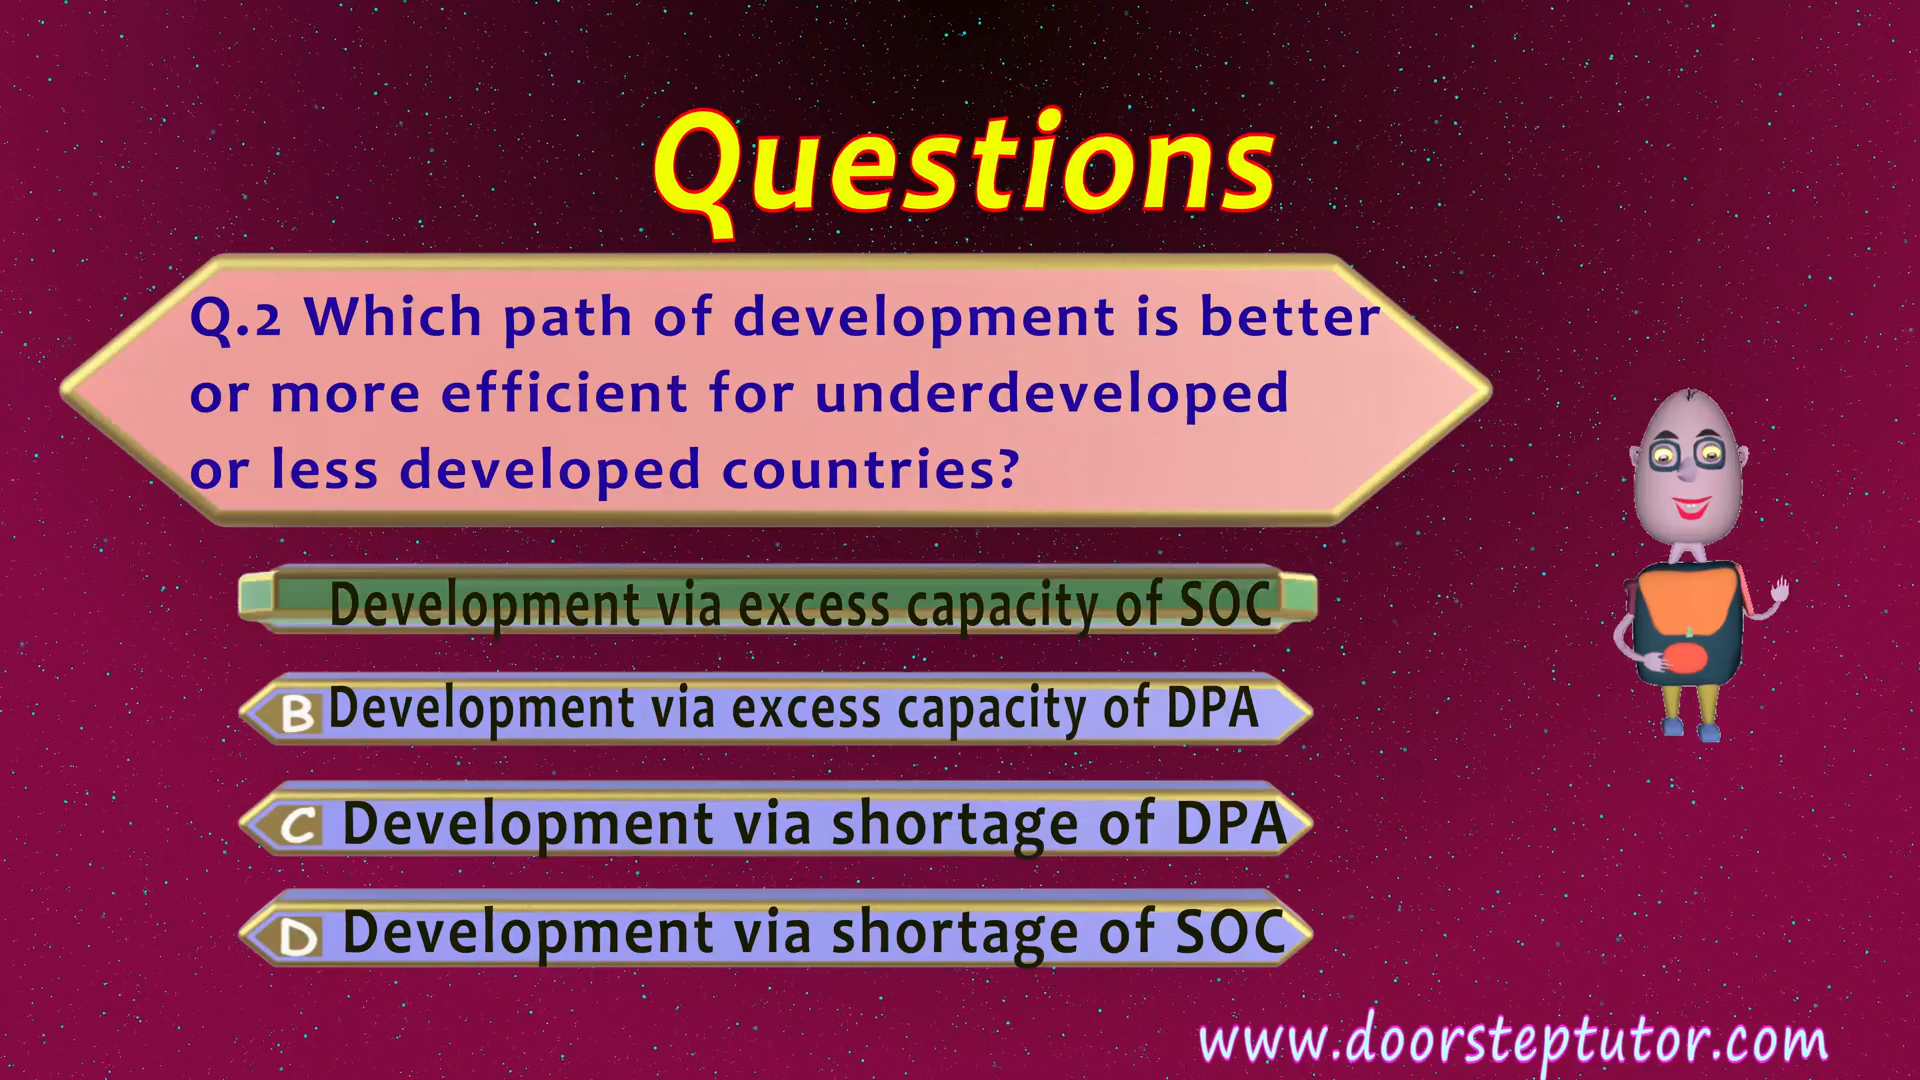 Questions
Q.2 Which path of development is better
or more efficient for underdeveloped
or less developed countries?
Development via excess capacity of SOC
B Development via excess capacity of DPA
C Development via shortage of DPA
D Development via shortage of SOC
www.doorsteptutor.com